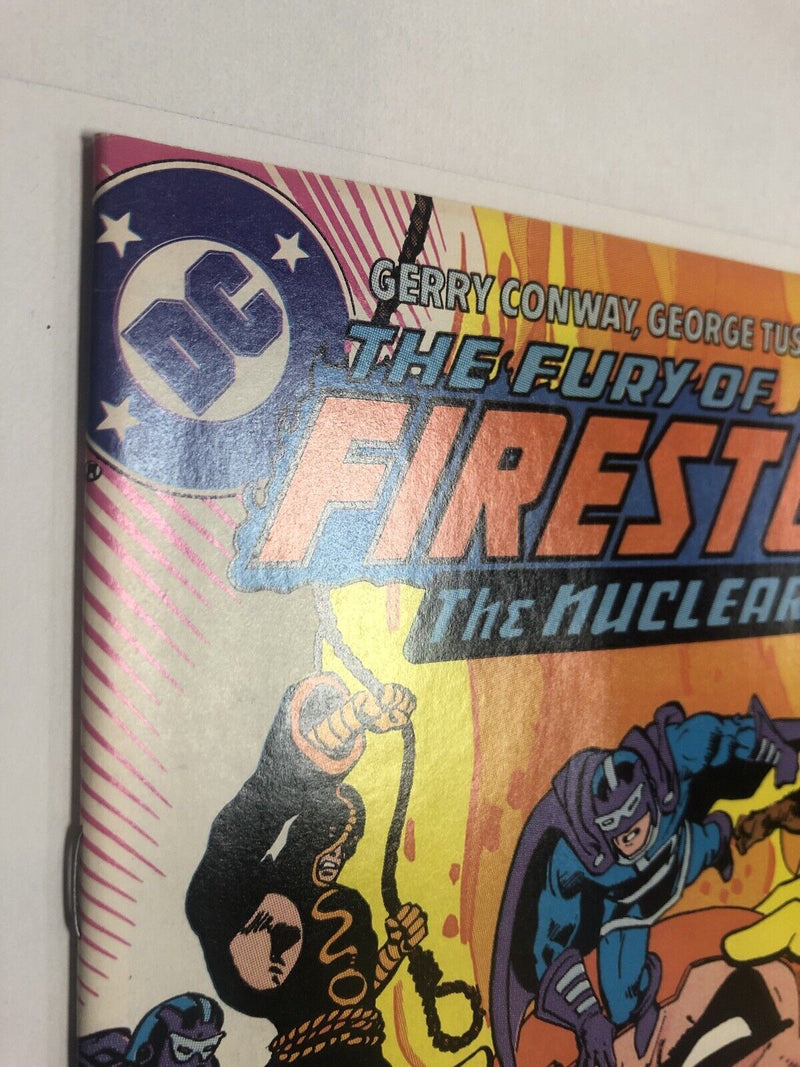 DC
®
GERRY CONWAY, GEORGE TUS
THE FURY OF
FIREST
THE NUCLEAR